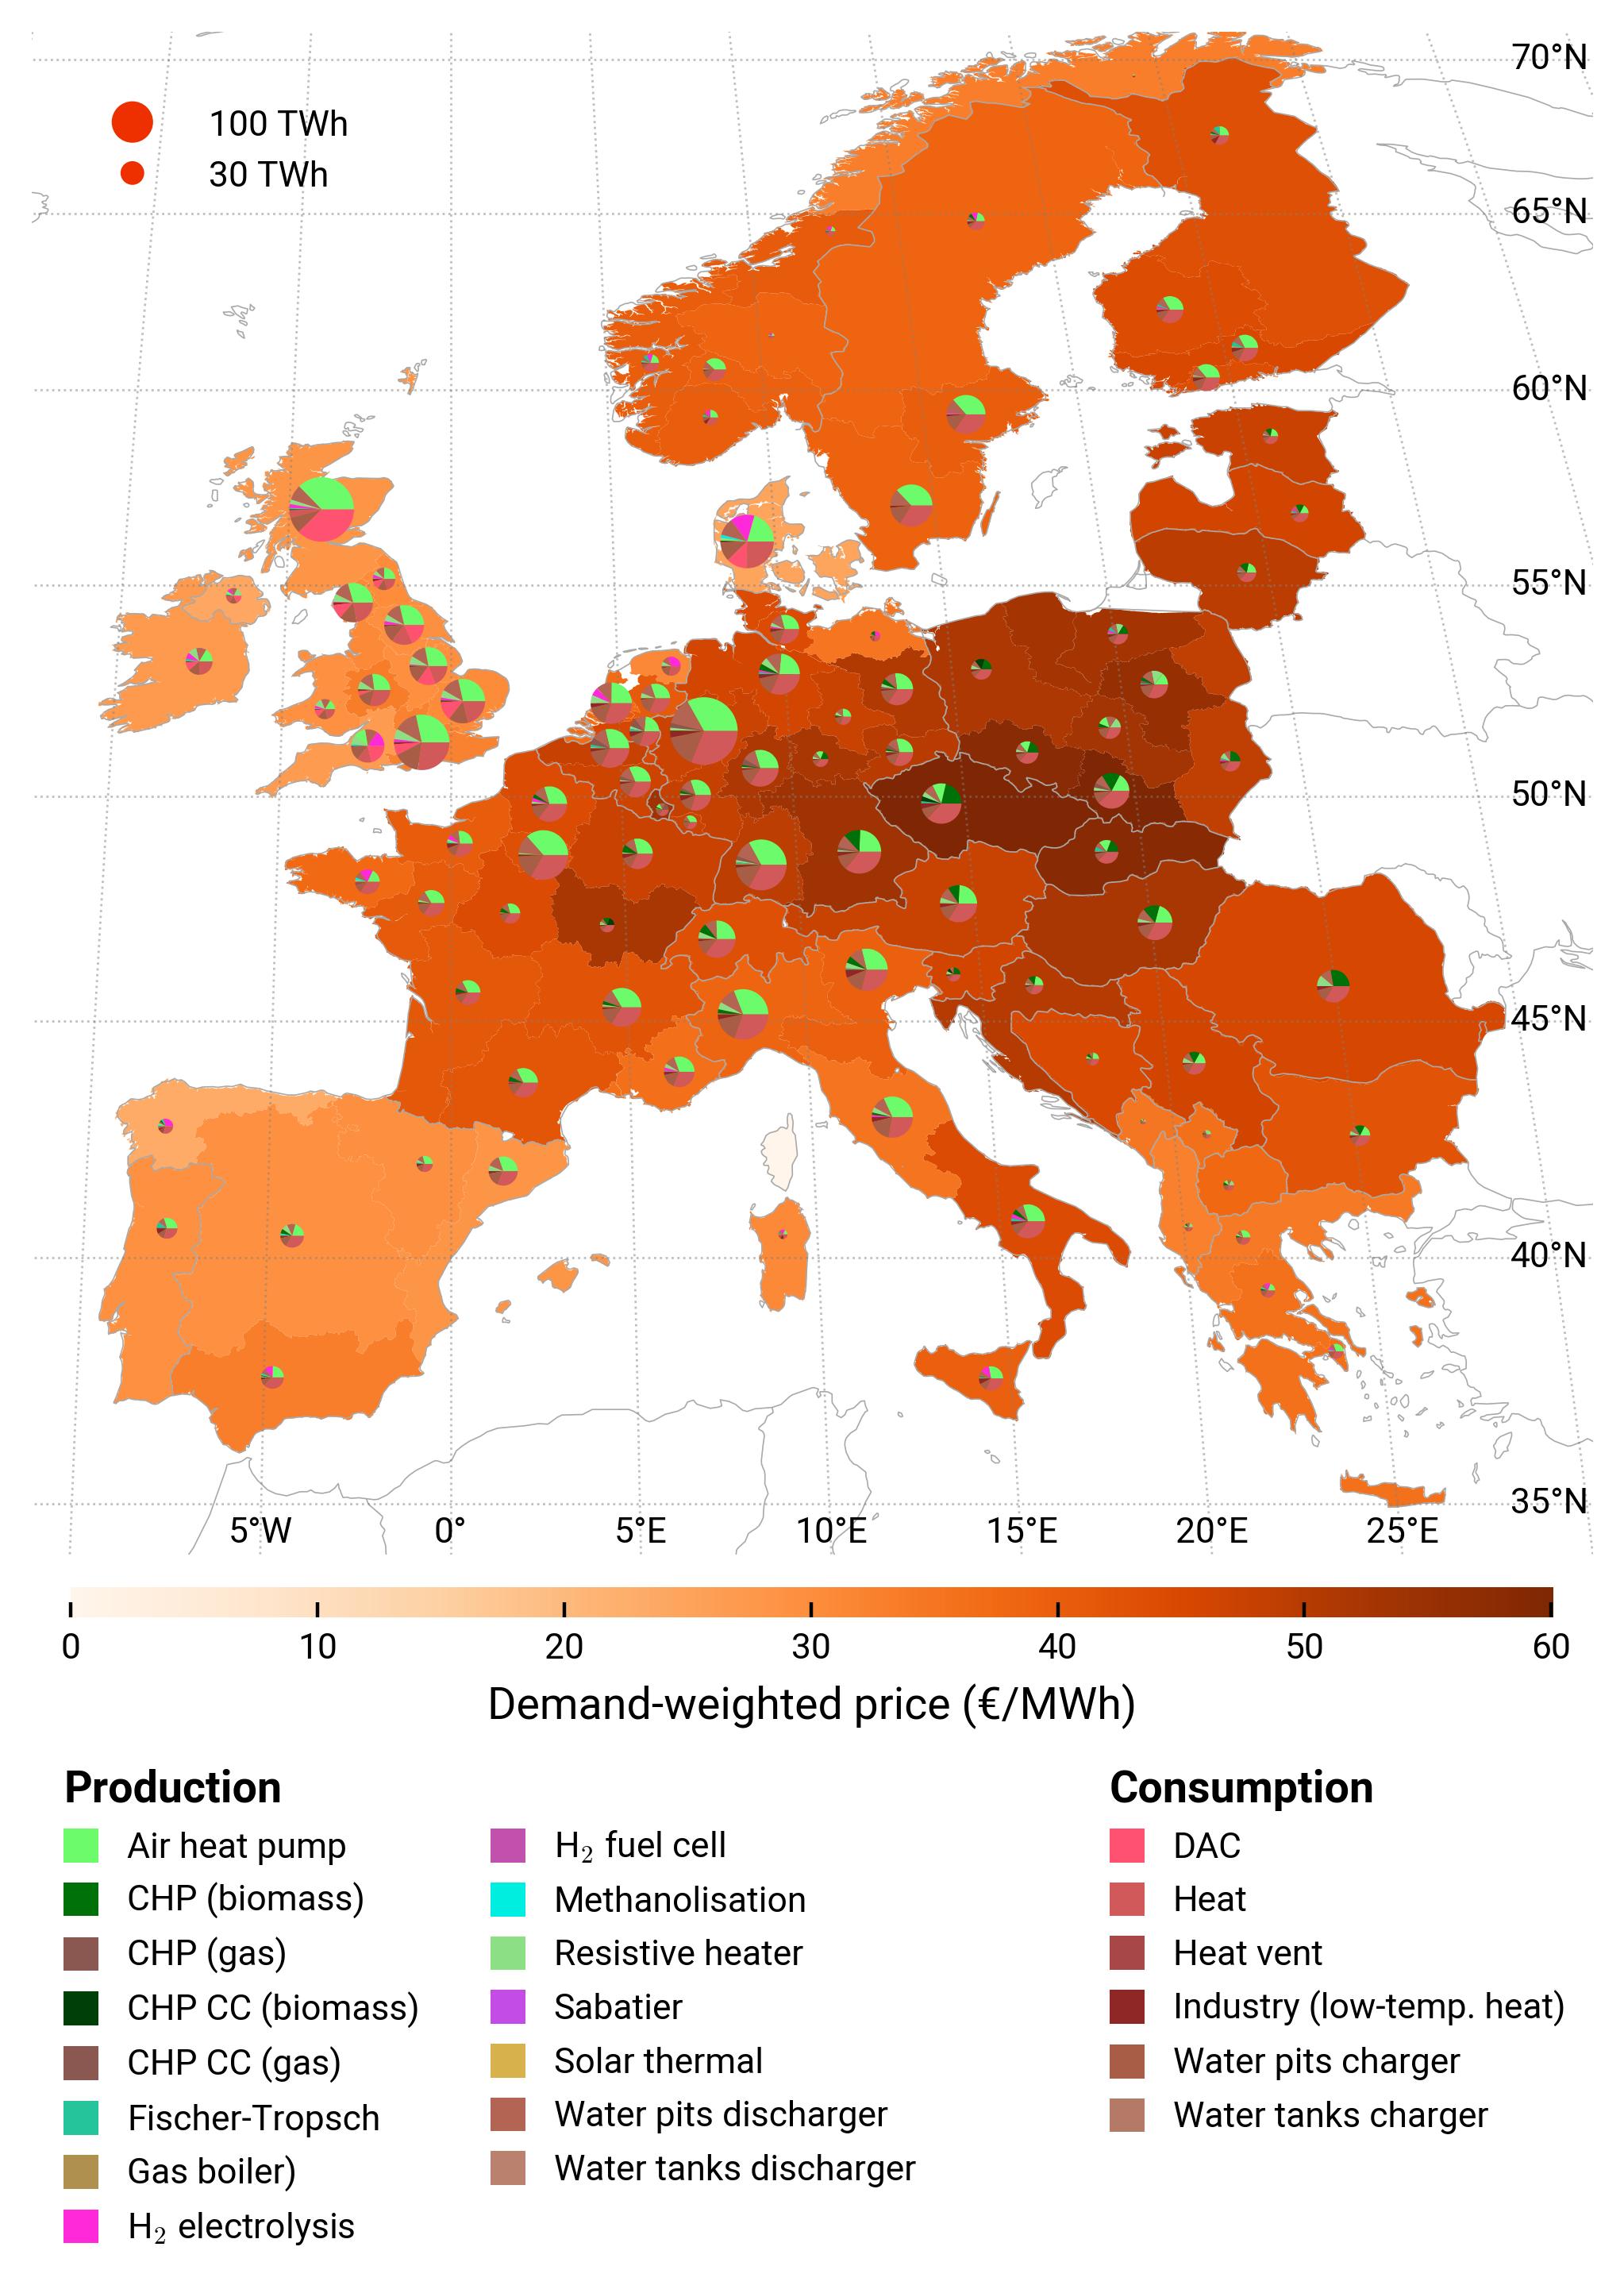 70°N
100 TWh
30 TWh
65°N
60°N
55°N
50°N
45°N
40°N
35°N
5°W 0° 5°E 10°E 15°E 20°E 25°E
0 10 20 30 40 50 60
Demand-weighted price (€/MWh)
Production
Air heat pump
CHP (biomass)
CHP (gas)
CHP CC (biomass)
CHP CC (gas)
Fischer-Tropsch
Gas boiler)
H₂ electrolysis
H₂ fuel cell
Methanolisation
Resistive heater
Sabatier
Solar thermal
Water pits discharger
Water tanks discharger
Consumption
DAC
Heat
Heat vent
Industry (low-temp. heat)
Water pits charger
Water tanks charger